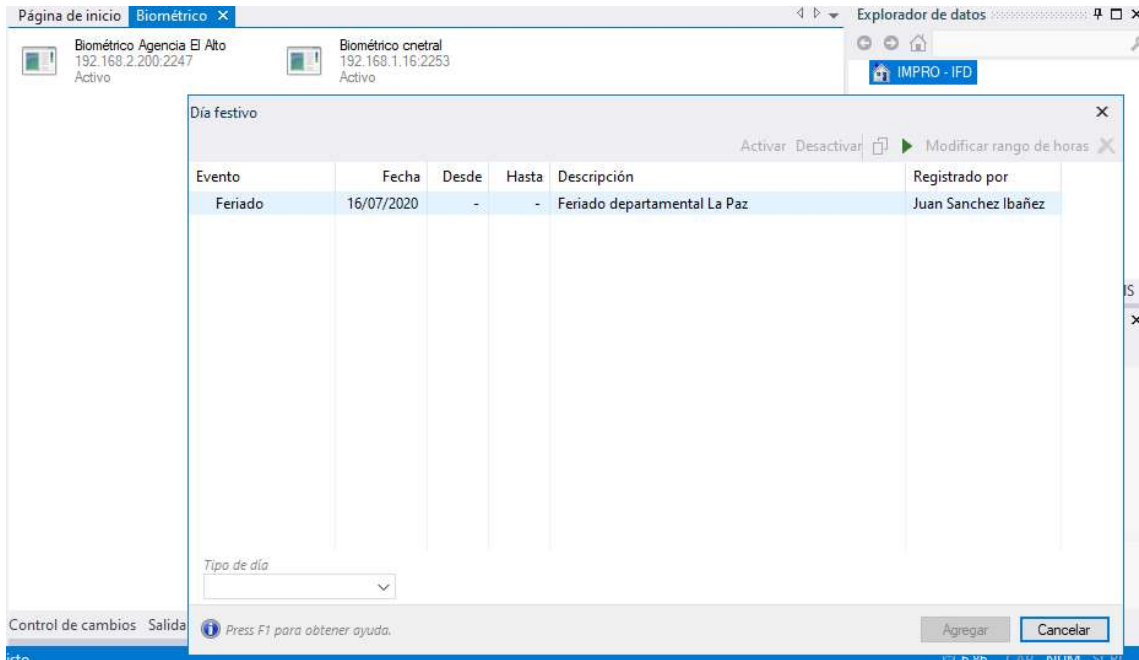 Página de inicio Biométrico
Explorador de datos
Biométrico Agencia El Alto
192.168.2.200:2247
Activo
Biométrico cnetral
192.168.1.16:2253
Activo
IMPRO - IFD
Día festivo
Activar Desactivar Modificar rango de horas
Evento Fecha Desde Hasta Descripción Registrado por
Feriado 16/07/2020 - - Feriado departamental La Paz Juan Sanchez Ibañez
Tipo de día
Control de cambios Salida
Press F1 para obtener ayuda.
Agregar Cancelar